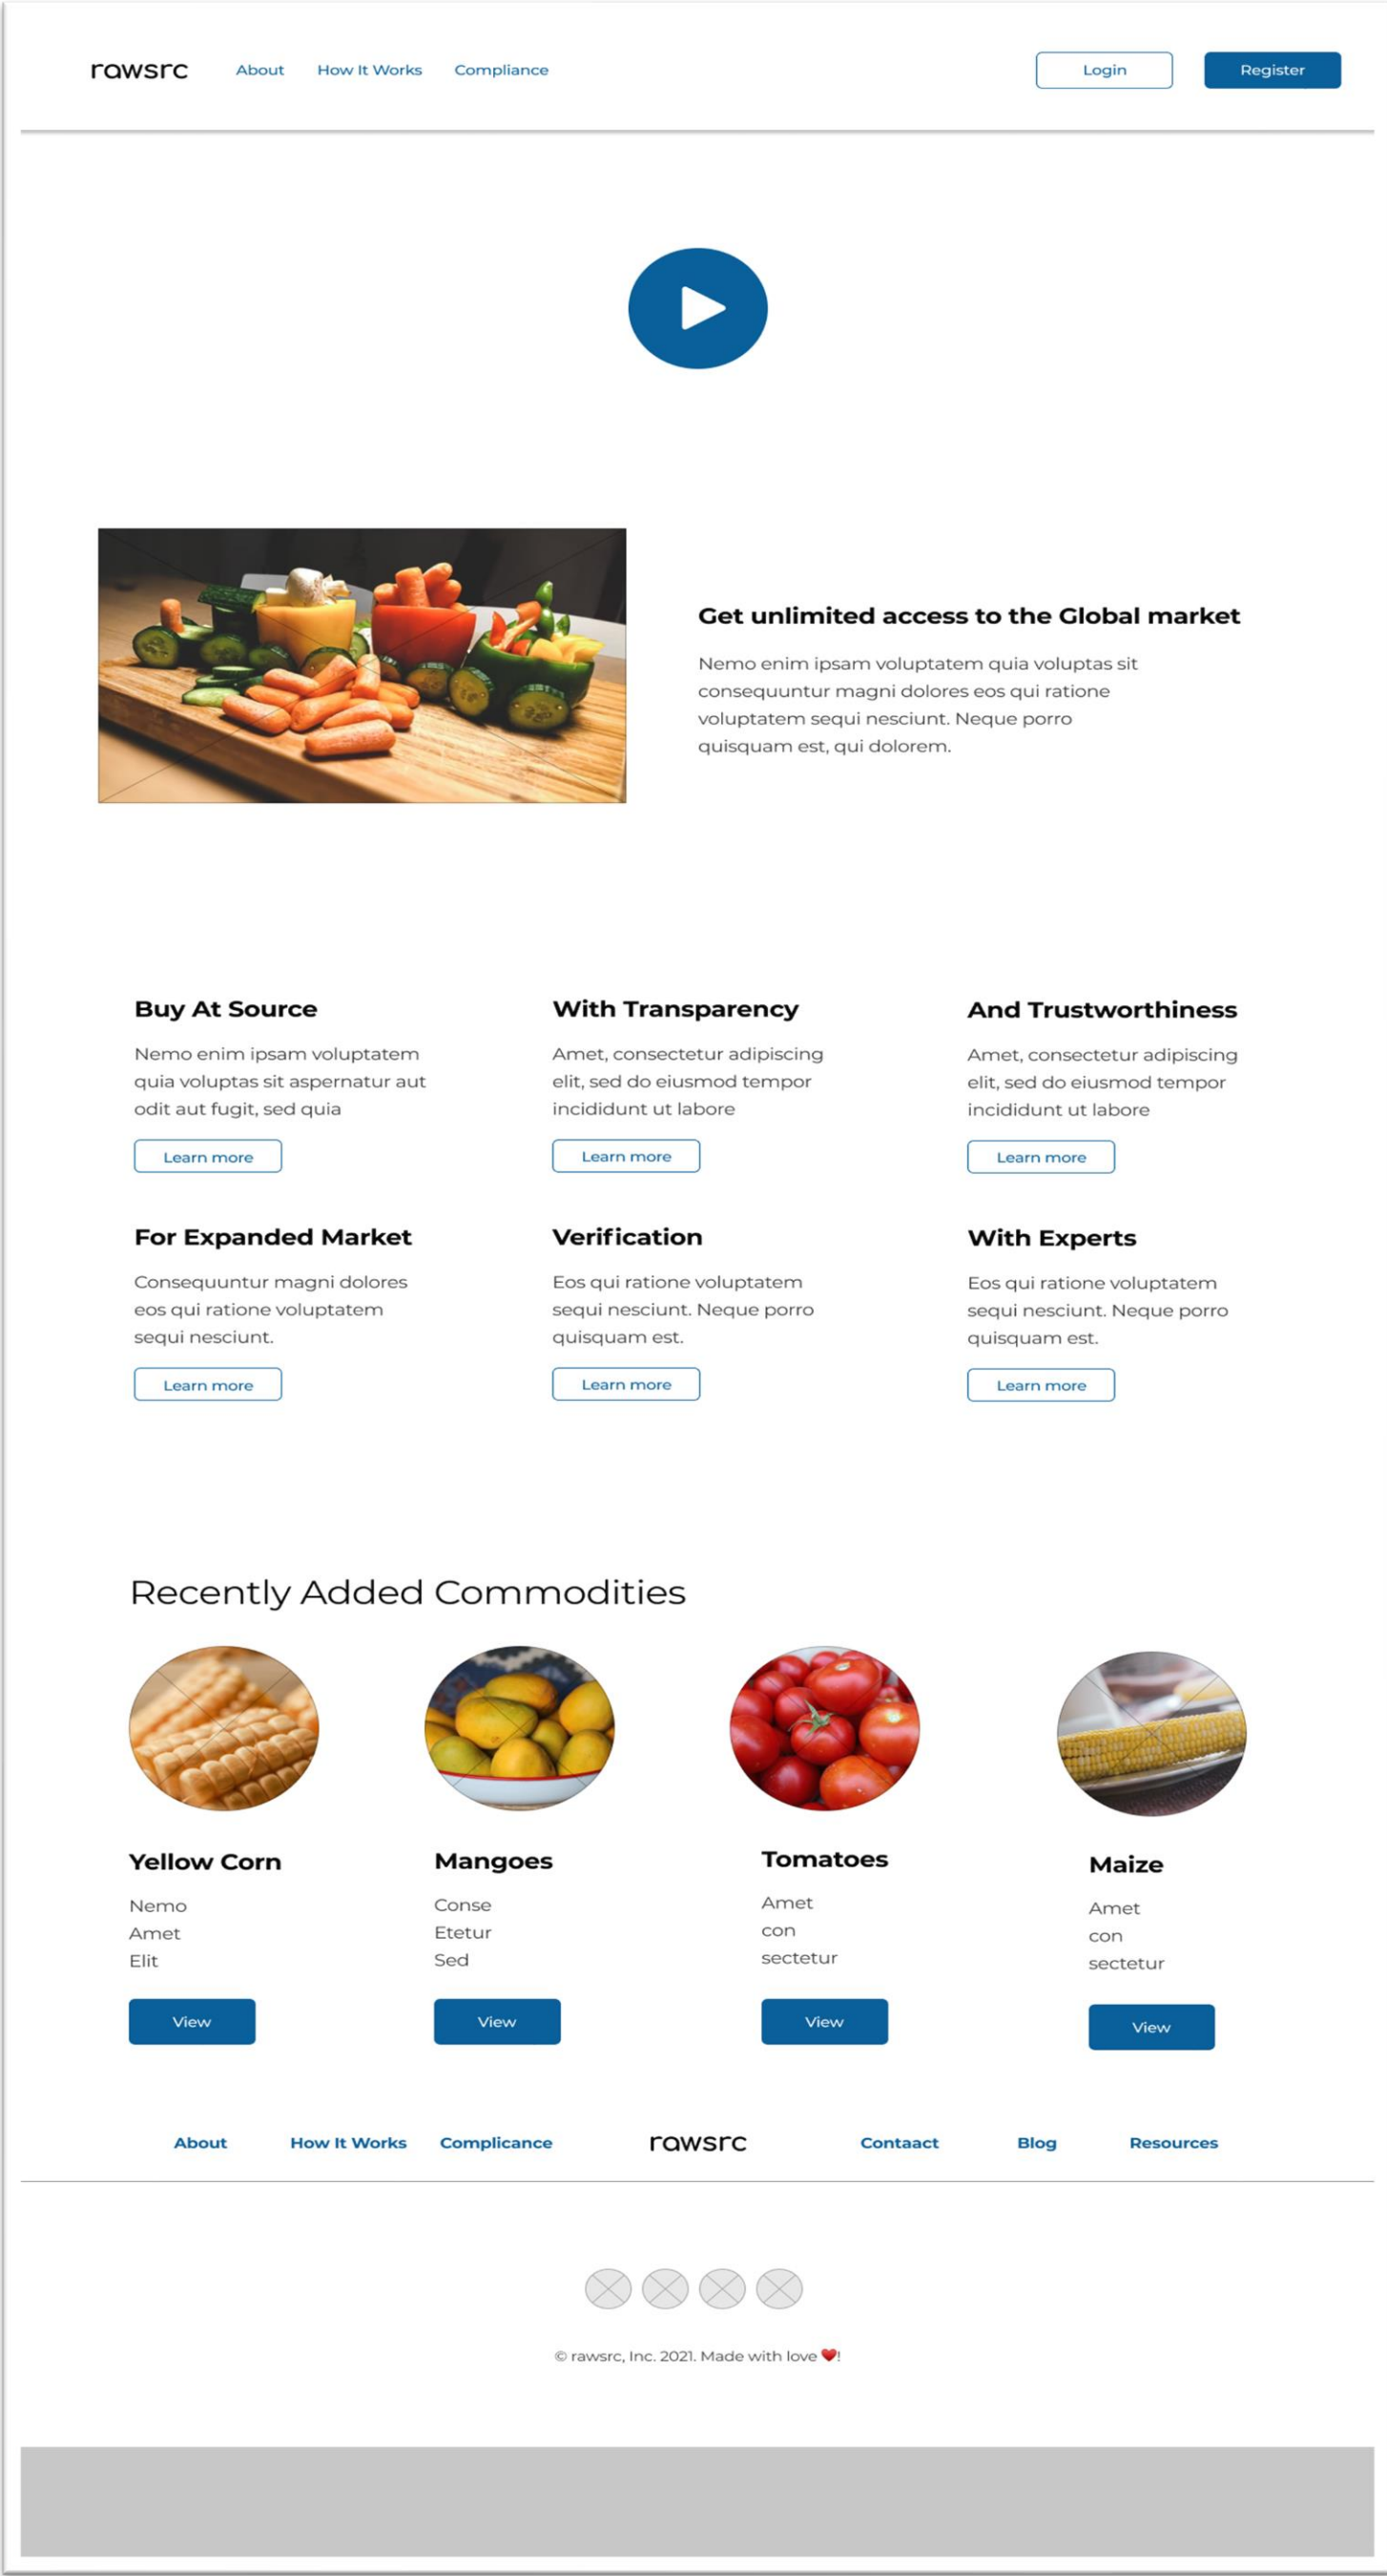 rawsrc About How It Works Compliance Login Register
Get unlimited access to the Global market
Nemo enim ipsam voluptatem quia voluptas sit
consequuntur magni dolores eos qui ratione
voluptatem sequi nesciunt. Neque porro
quisquam est, qui dolorem.
Buy At Source
Nemo enim ipsam voluptatem
quia voluptas sit aspernatur aut
odit aut fugit, sed quia
Learn more
With Transparency
Amet, consectetur adipiscing
elit, sed do eiusmod tempor
incididunt ut labore
Learn more
And Trustworthiness
Amet, consectetur adipiscing
elit, sed do eiusmod tempor
incididunt ut labore
Learn more
For Expanded Market
Consequuntur magni dolores
eos qui ratione voluptatem
sequi nesciunt.
Learn more
Verification
Eos qui ratione voluptatem
sequi nesciunt. Neque porro
quisquam est.
Learn more
With Experts
Eos qui ratione voluptatem
sequi nesciunt. Neque porro
quisquam est.
Learn more
Recently Added Commodities
Yellow Corn
Nemo
Amet
Elit
View
Mangoes
Conse
Etetur
Sed
View
Tomatoes
Amet
con
sectetur
View
Maize
Amet
con
sectetur
View
About How It Works Complicance rawsrc Contaact Blog Resources
© rawsrc, Inc. 2021. Made with love ❤️!